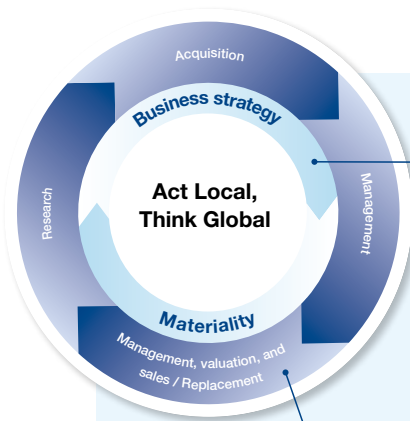 Acquisition
Business strategy
Research
Act Local,
Think Global
Management
Materiality
Management, valuation, and
sales / Replacement